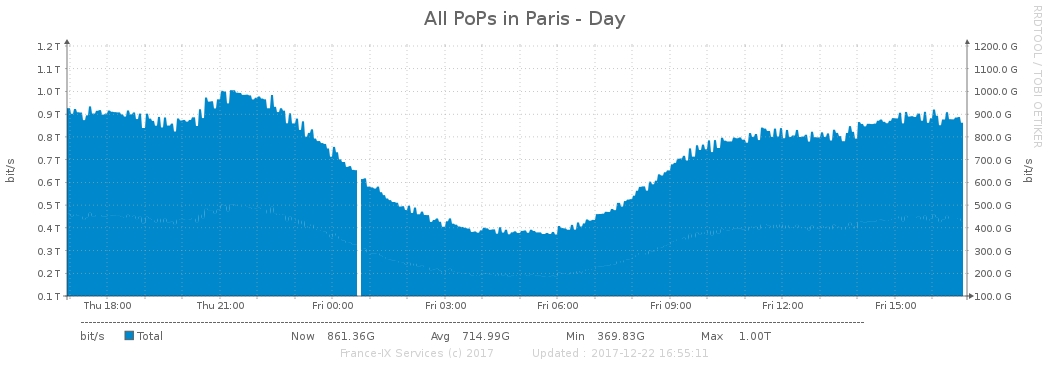 All PoPs in Paris - Day
RRDTOOL / TOBI OETIKER
1.2 T
1.1 T
1.0 T
0.9 T
0.8 T
0.7 T
0.6 T
0.5 T
0.4 T
0.3 T
0.2 T
0.1 T
bit/s
1200.0 G
1100.0 G
1000.0 G
900.0 G
800.0 G
700.0 G
600.0 G
500.0 G
400.0 G
300.0 G
200.0 G
100.0 G
bit/s
Thu 18:00 Thu 21:00 Fri 00:00 Fri 03:00 Fri 06:00 Fri 09:00 Fri 12:00 Fri 15:00
bit/s Total Now 861.36G Avg 714.99G Min 369.83G Max 1.00T
France-IX Services (c) 2017 Updated : 2017-12-22 16:55:11